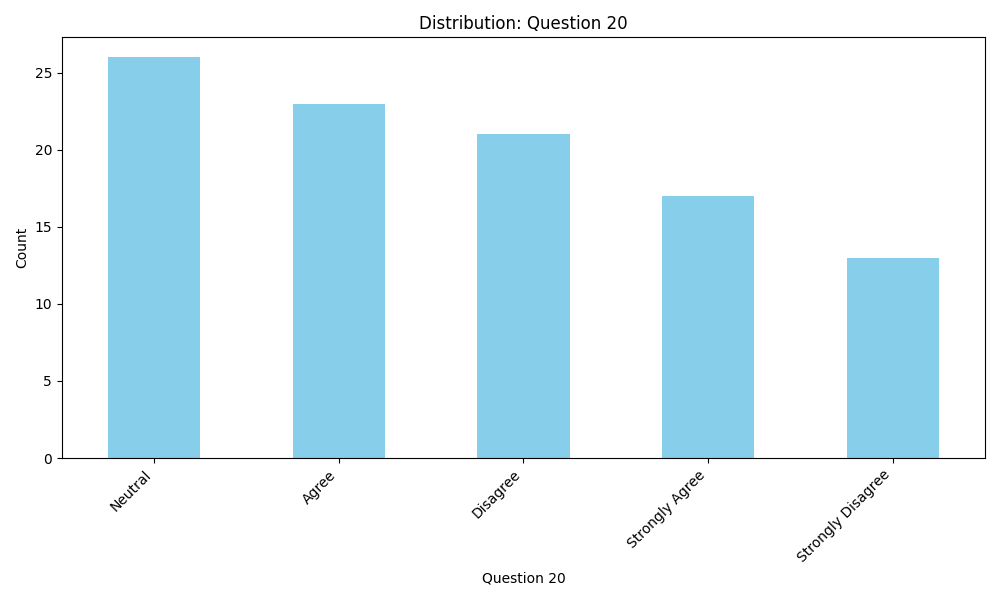 Distribution: Question 20
Count
25
20
15
10
5
0
Neutral
Agree
Disagree
Strongly Agree
Strongly Disagree
Question 20